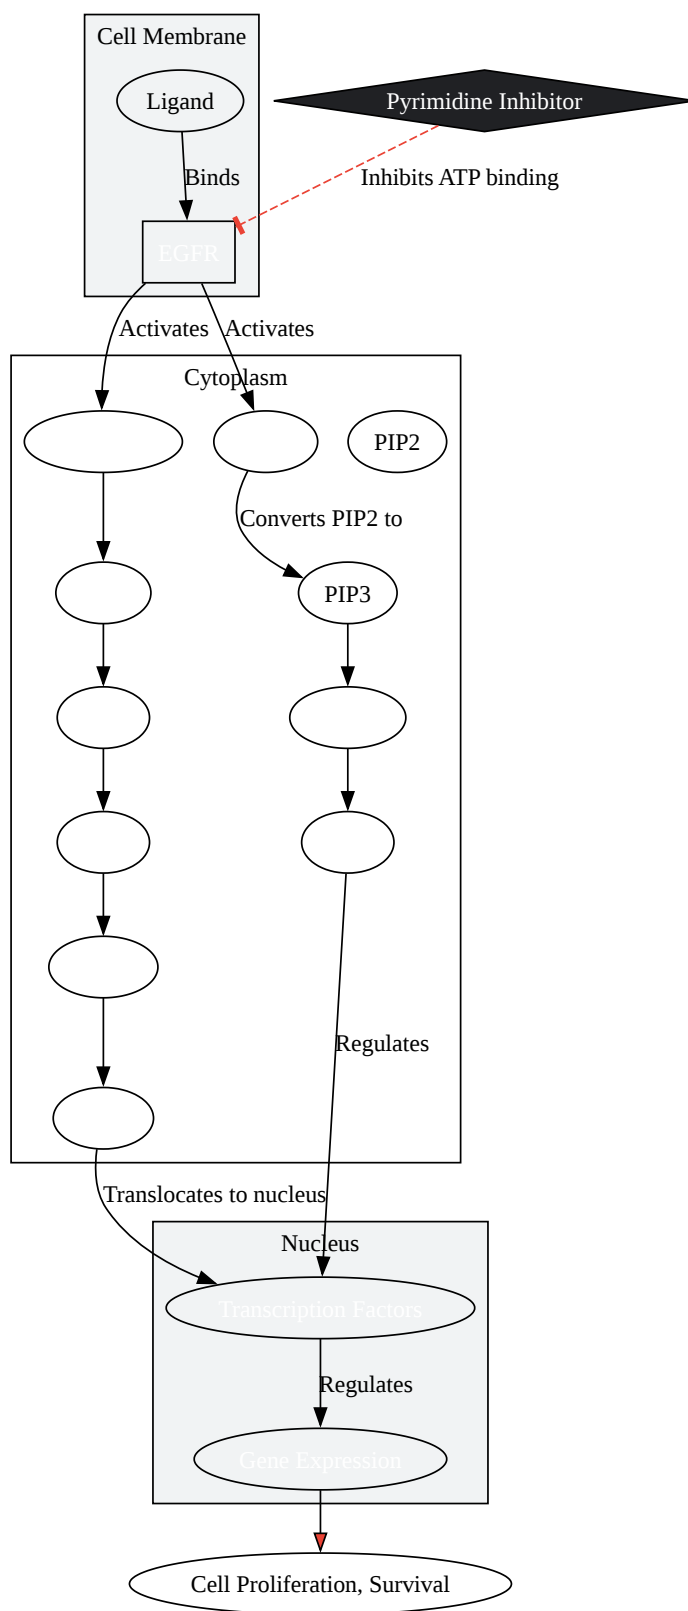 Cell Membrane
Ligand
Pyrimidine Inhibitor
Binds
Inhibits ATP binding
EGFR
Activates
Activates
Cytoplasm
PIP2
Converts PIP2 to
PIP3
Regulates
Translocates to nucleus
Nucleus
Transcription Factors
Regulates
Gene Expression
Cell Proliferation, Survival